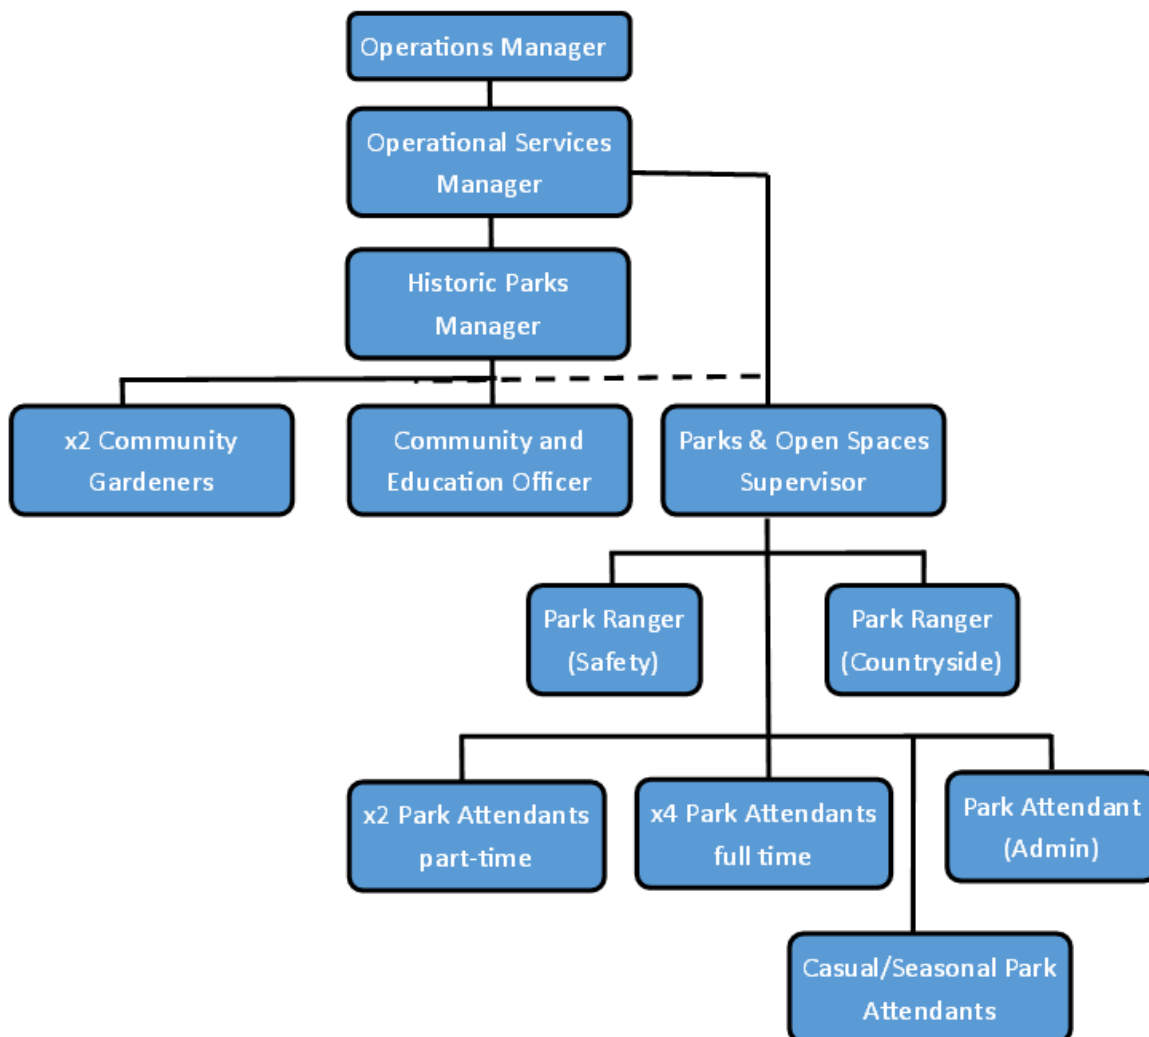 Operations Manager
Operational Services
Manager
Historic Parks
Manager
x2 Community
Gardeners
Community and
Education Officer
Parks & Open Spaces
Supervisor
Park Ranger
(Safety)
Park Ranger
(Countryside)
x2 Park Attendants
part-time
x4 Park Attendants
full time
Park Attendant
(Admin)
Casual/Seasonal Park
Attendants